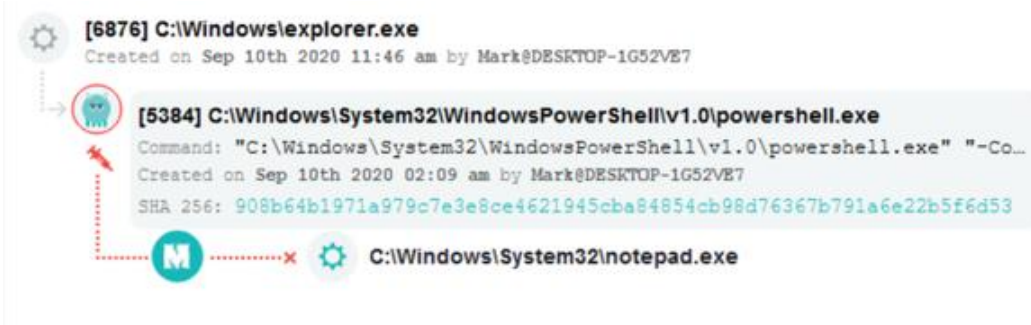 [6876] C:\Windows\explorer.exe
Created on Sep 10th 2020 11:46 am by Mark@DESKTOP-1G52VE7
[5384] C:\Windows\System32\WindowsPowerShell\v1.0\powershell.exe
Command: "C:\Windows\System32\WindowsPowerShell\v1.0\powershell.exe" "-Co…
Created on Sep 10th 2020 02:09 am by Mark@DESKTOP-1G52VE7
SHA 256: 908b64b1971a979c7e3e8ce4621945cba84854cb98d76367b791a6e22b5f6d53
M
C:\Windows\System32\notepad.exe